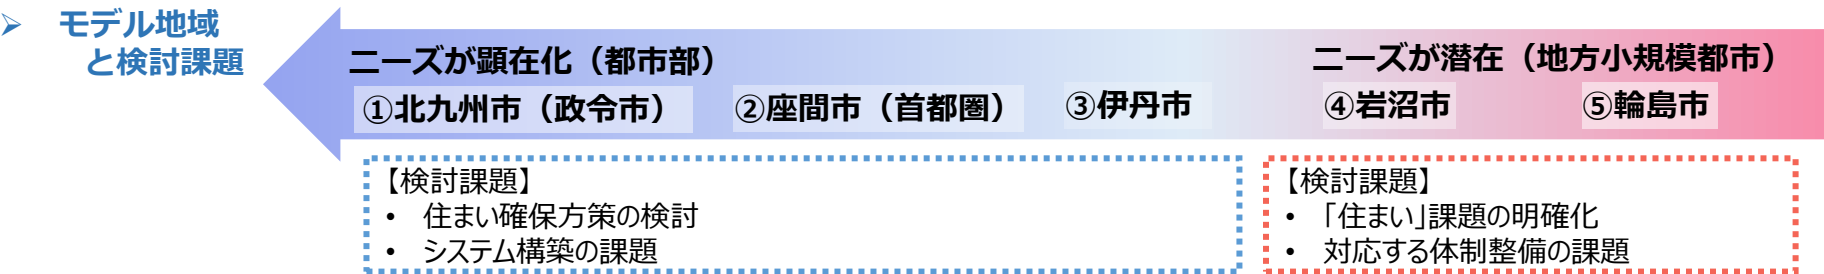 ➢ モデル地域
と検討課題
ニーズが顕在化（都市部）
ニーズが潜在（地方小規模都市）
①北九州市（政令市）
②座間市（首都圏）
③伊丹市
④岩沼市
⑤輪島市
【検討課題】
• 住まい確保方策の検討
• システム構築の課題
【検討課題】
• 「住まい」課題の明確化
• 対応する体制整備の課題